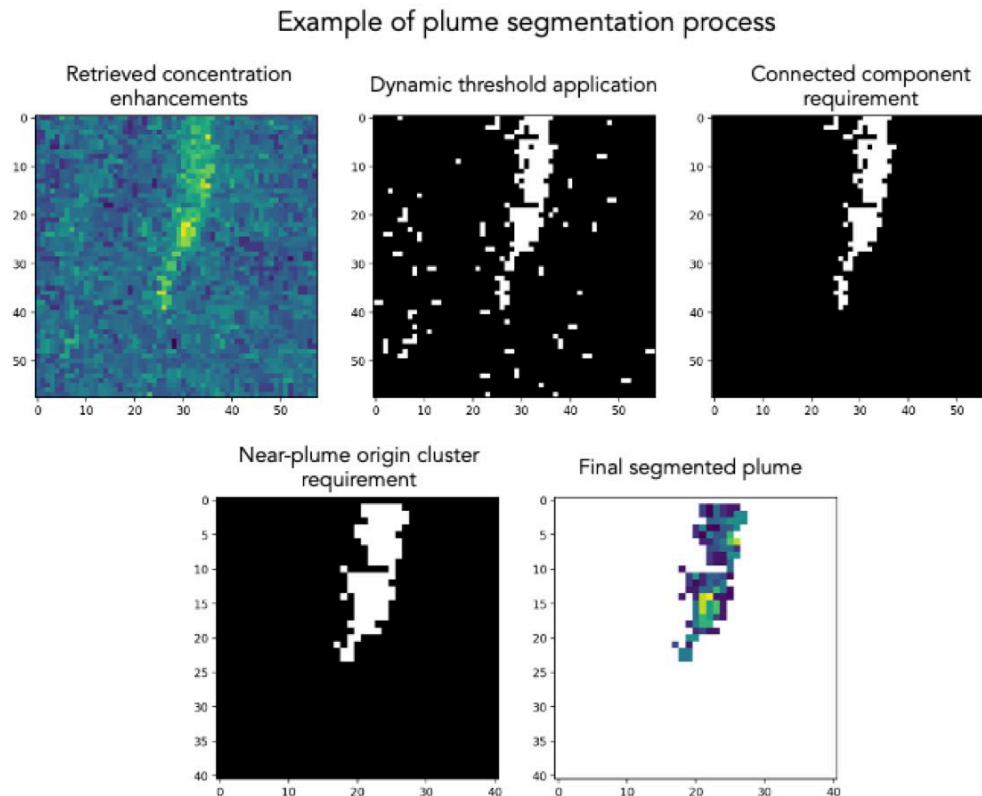 Example of plume segmentation process
Retrieved concentration
enhancements
Dynamic threshold application
Connected component
requirement
0
10
20
30
40
50
0 10 20 30 40 50
0
10
20
30
40
50
0 10 20 30 40 50
0
10
20
30
40
50
0 10 20 30 40 50
Near-plume origin cluster
requirement
Final segmented plume
0
5
10
15
20
25
30
35
40
0 10 20 30 40
0
5
10
15
20
25
30
35
40
0 10 20 30 40